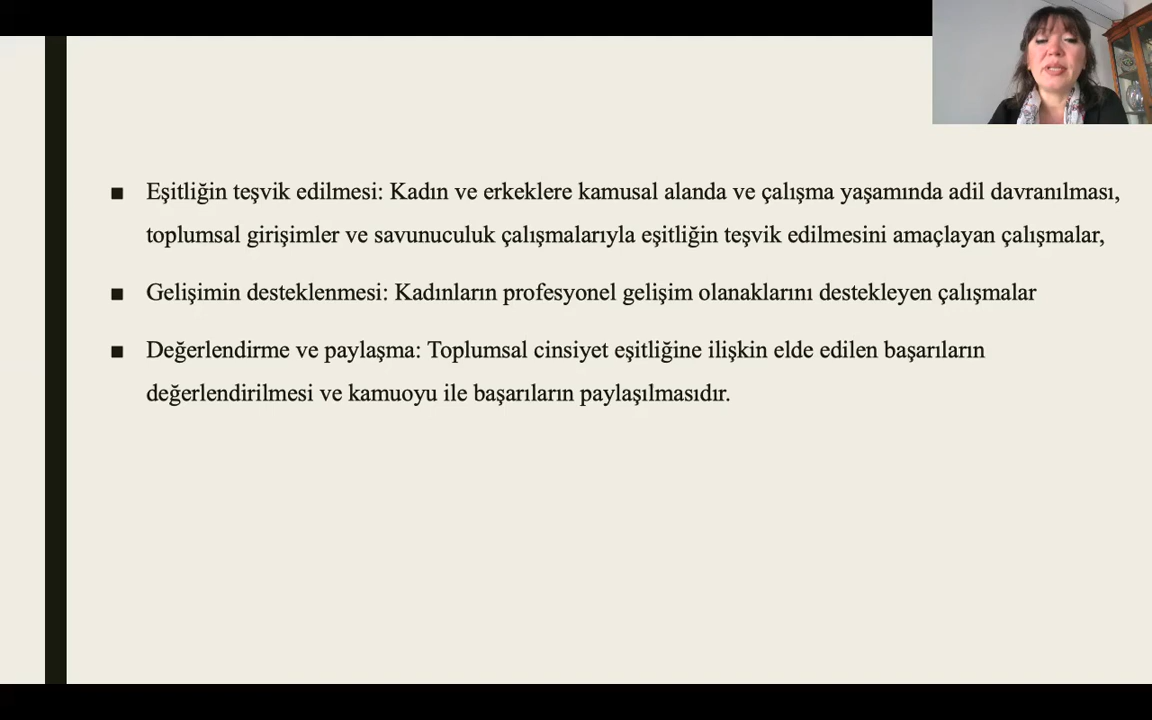 ■ Eşitliğin teşvik edilmesi: Kadın ve erkeklere kamusal alanda ve çalışma yaşamında adil davranılması,
toplumsal girişimler ve savunuculuk çalışmalarıyla eşitliğin teşvik edilmesini amaçlayan çalışmalar,
■ Gelişimin desteklenmesi: Kadınların profesyonel gelişim olanaklarını destekleyen çalışmalar
■ Değerlendirme ve paylaşma: Toplumsal cinsiyet eşitliğine ilişkin elde edilen başarıların
değerlendirilmesi ve kamuoyu ile başarıların paylaşılmasıdır.